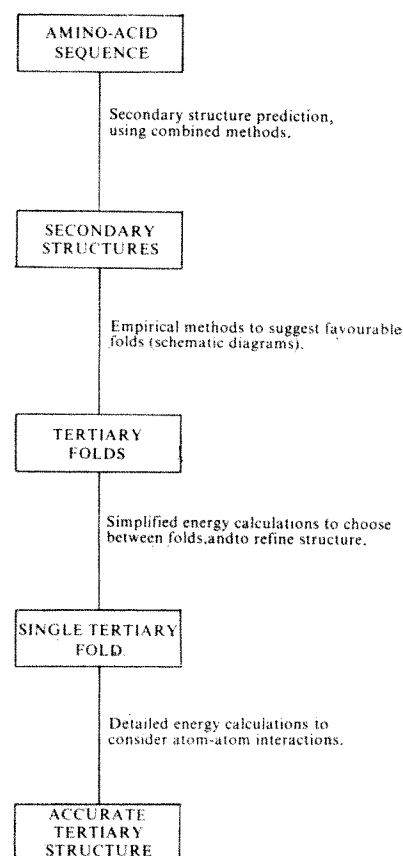 AMINO-ACID
SEQUENCE
Secondary structure prediction,
using combined methods.
SECONDARY
STRUCTURES
Empirical methods to suggest favourable
folds (schematic diagrams).
TERTIARY
FOLDS
Simplified energy calculations to choose
between folds,andto refine structure.
SINGLE TERTIARY
FOLD
Detailed energy calculations to
consider atom-atom interactions.
ACCURATE
TERTIARY
STRUCTURE